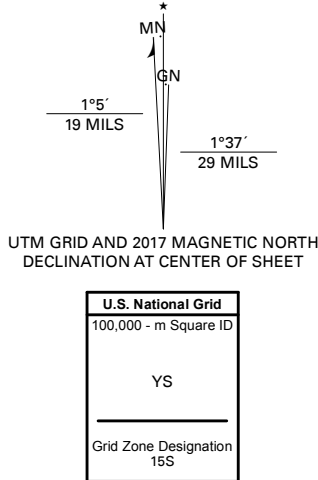 MN
GN
1°5´
19 MILS
1°37´
29 MILS
UTM GRID AND 2017 MAGNETIC NORTH
DECLINATION AT CENTER OF SHEET
U.S. National Grid
100,000 - m Square ID
YS
Grid Zone Designation
15S